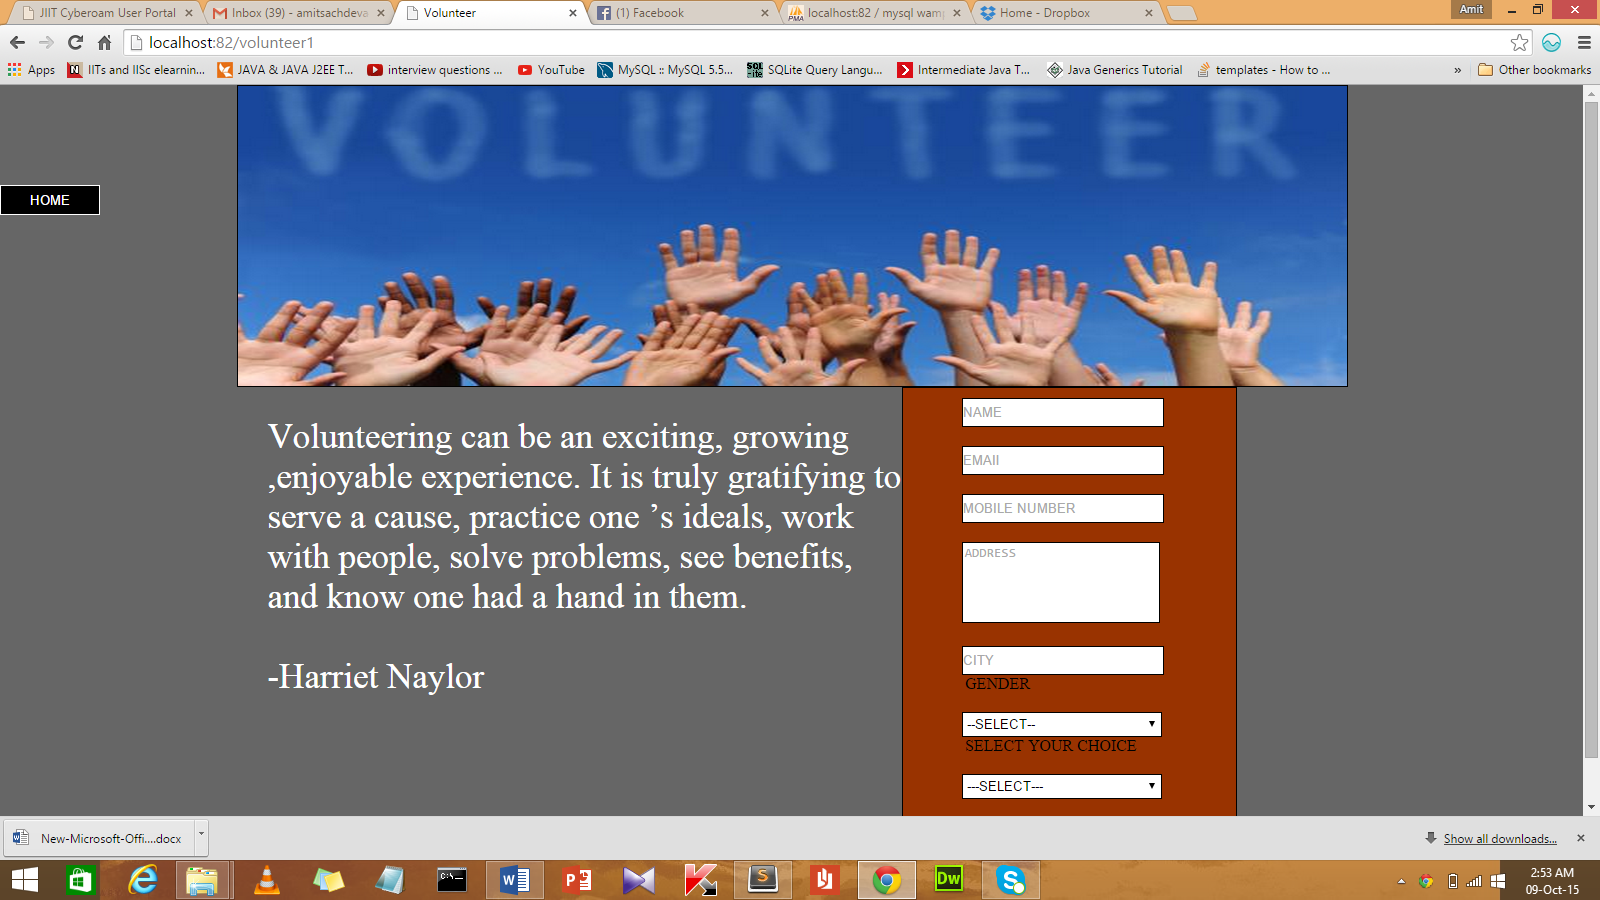 JIIT Cyberoam User Portal
Inbox (39) - amitsachdeva
Volunteer
(1) Facebook
localhost:82 / mysql wam
Home - Dropbox
Amit
localhost:82/volunteer1
Apps
IITs and IISc elearnin...
JAVA & JAVA J2EE T...
interview questions ...
YouTube
MySQL :: MySQL 5.5...
SQLite Query Langu...
Intermediate Java T...
Java Generics Tutorial
templates - How to ...
»
Other bookmarks
VOLUNTEER
HOME
Volunteering can be an exciting, growing
,enjoyable experience. It is truly gratifying to
serve a cause, practice one ’s ideals, work
with people, solve problems, see benefits,
and know one had a hand in them.
-Harriet Naylor
NAME
EMAIl
MOBILE NUMBER
ADDRESS
CITY
GENDER
--SELECT--
SELECT YOUR CHOICE
---SELECT---
New-Microsoft-Offi....docx
Show all downloads...
2:53 AM
09-Oct-15